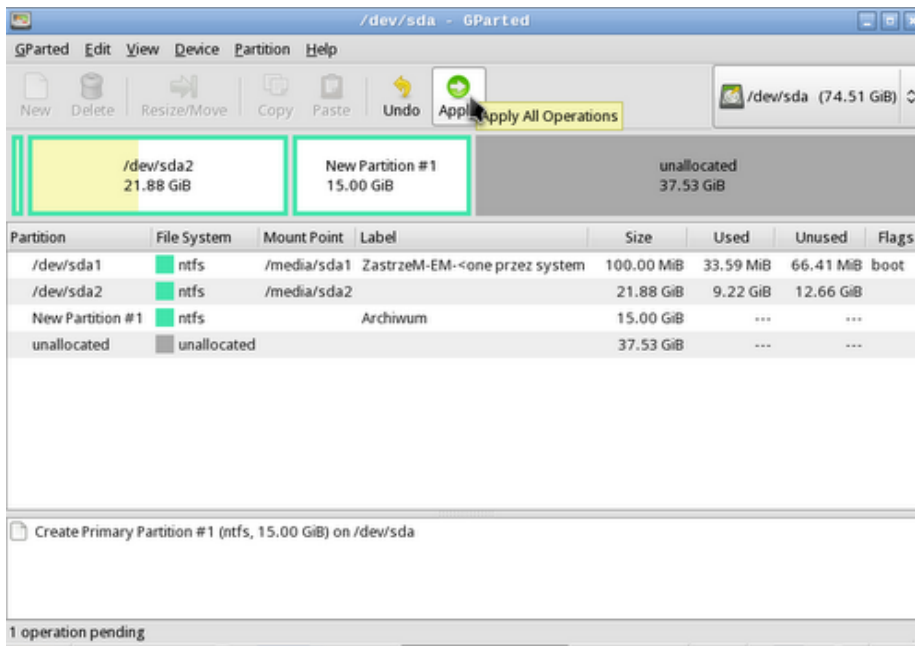 /dev/sda - GParted
GParted Edit View Device Partition Help
New Delete Resize/Move Copy Paste Undo Apply /dev/sda (74.51 GiB)
Apply All Operations
/dev/sda2 New Partition #1 unallocated
21.88 GiB 15.00 GiB 37.53 GiB
Partition File System Mount Point Label Size Used Unused Flags
/dev/sda1 ntfs /media/sda1 ZastrzeM-EM-<one przez system 100.00 MiB 33.59 MiB 66.41 MiB boot
/dev/sda2 ntfs /media/sda2 21.88 GiB 9.22 GiB 12.66 GiB
New Partition #1 ntfs Archiwum 15.00 GiB --- ---
unallocated unallocated 37.53 GiB --- ---
Create Primary Partition #1 (ntfs, 15.00 GiB) on /dev/sda
1 operation pending